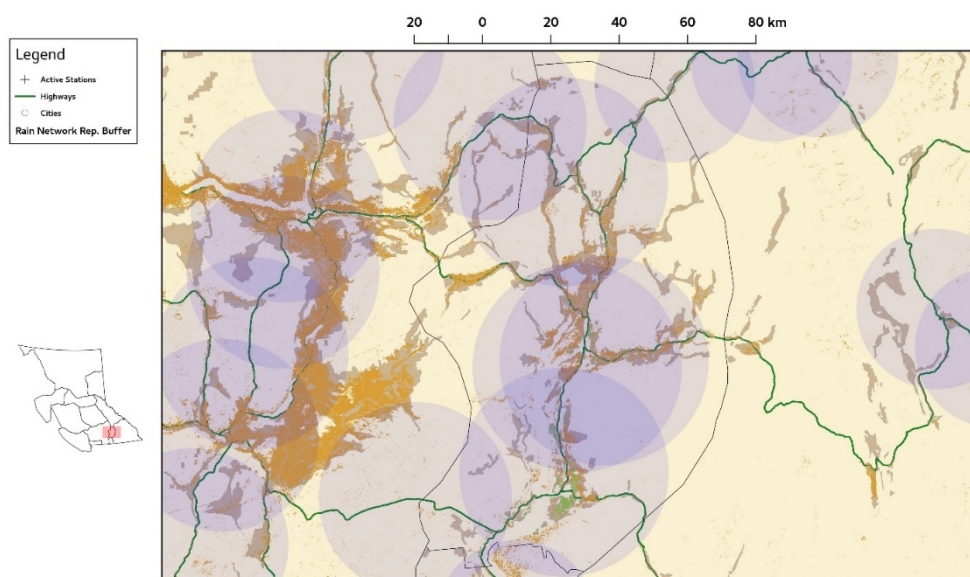 20 0 20 40 60 80 km
Legend
Active Stations
Highways
Cities
Rain Network Rep. Buffer